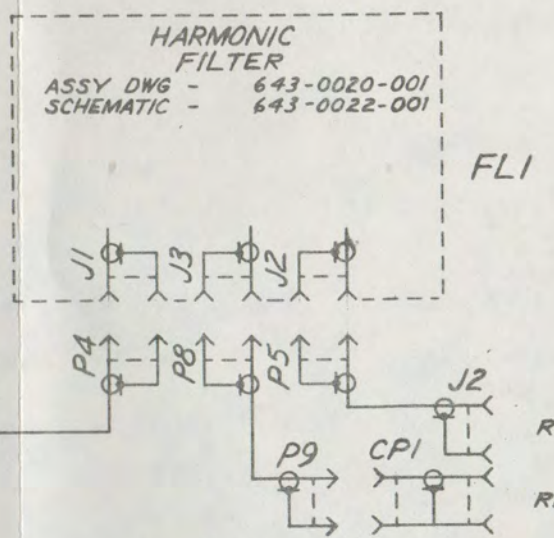 HARMONIC
FILTER
ASSY DWG - 643-0020-001
SCHEMATIC - 643-0022-001
FL1
J1 J3 J2
P4 P8 P5
J2
P9 CP1